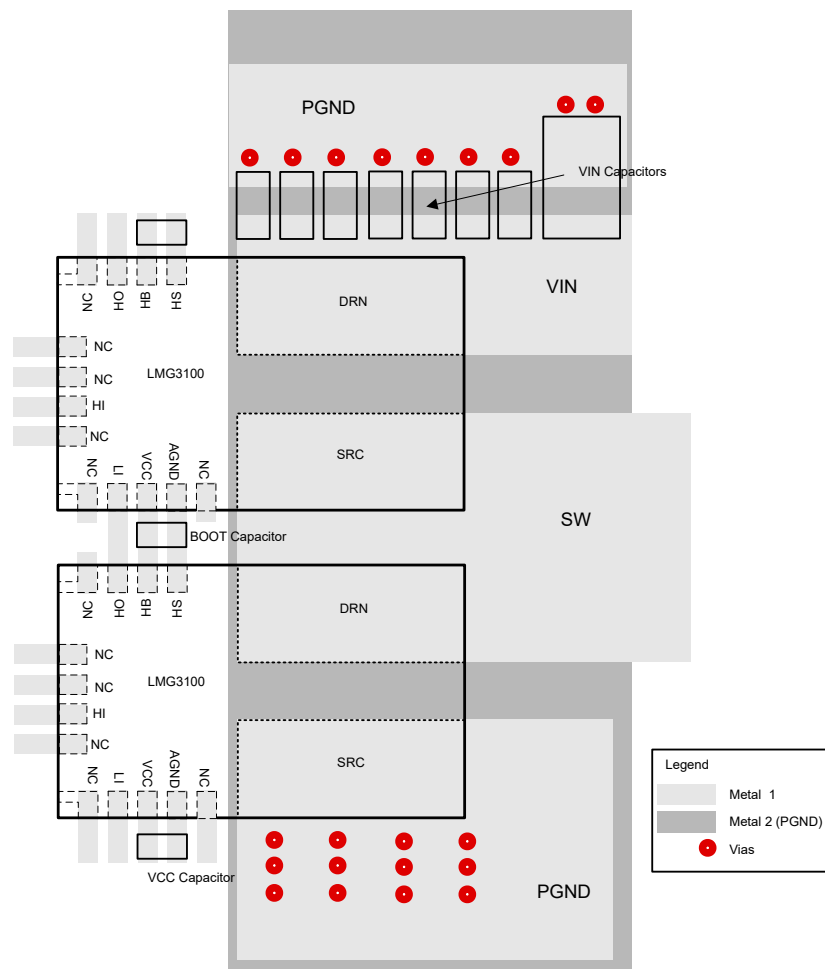 PGND
VIN Capacitors
VIN
NC
OH
HB
SH
DRN
NC
NC
LMG3100
HI
NC
NC
LI
VCC
AGND
NC
SRC
SW
BOOT Capacitor
NC
OH
HB
SH
DRN
NC
NC
LMG3100
HI
NC
NC
LI
VCC
AGND
NC
SRC
VCC Capacitor
PGND
Legend
Metal 1
Metal 2 (PGND)
Vias